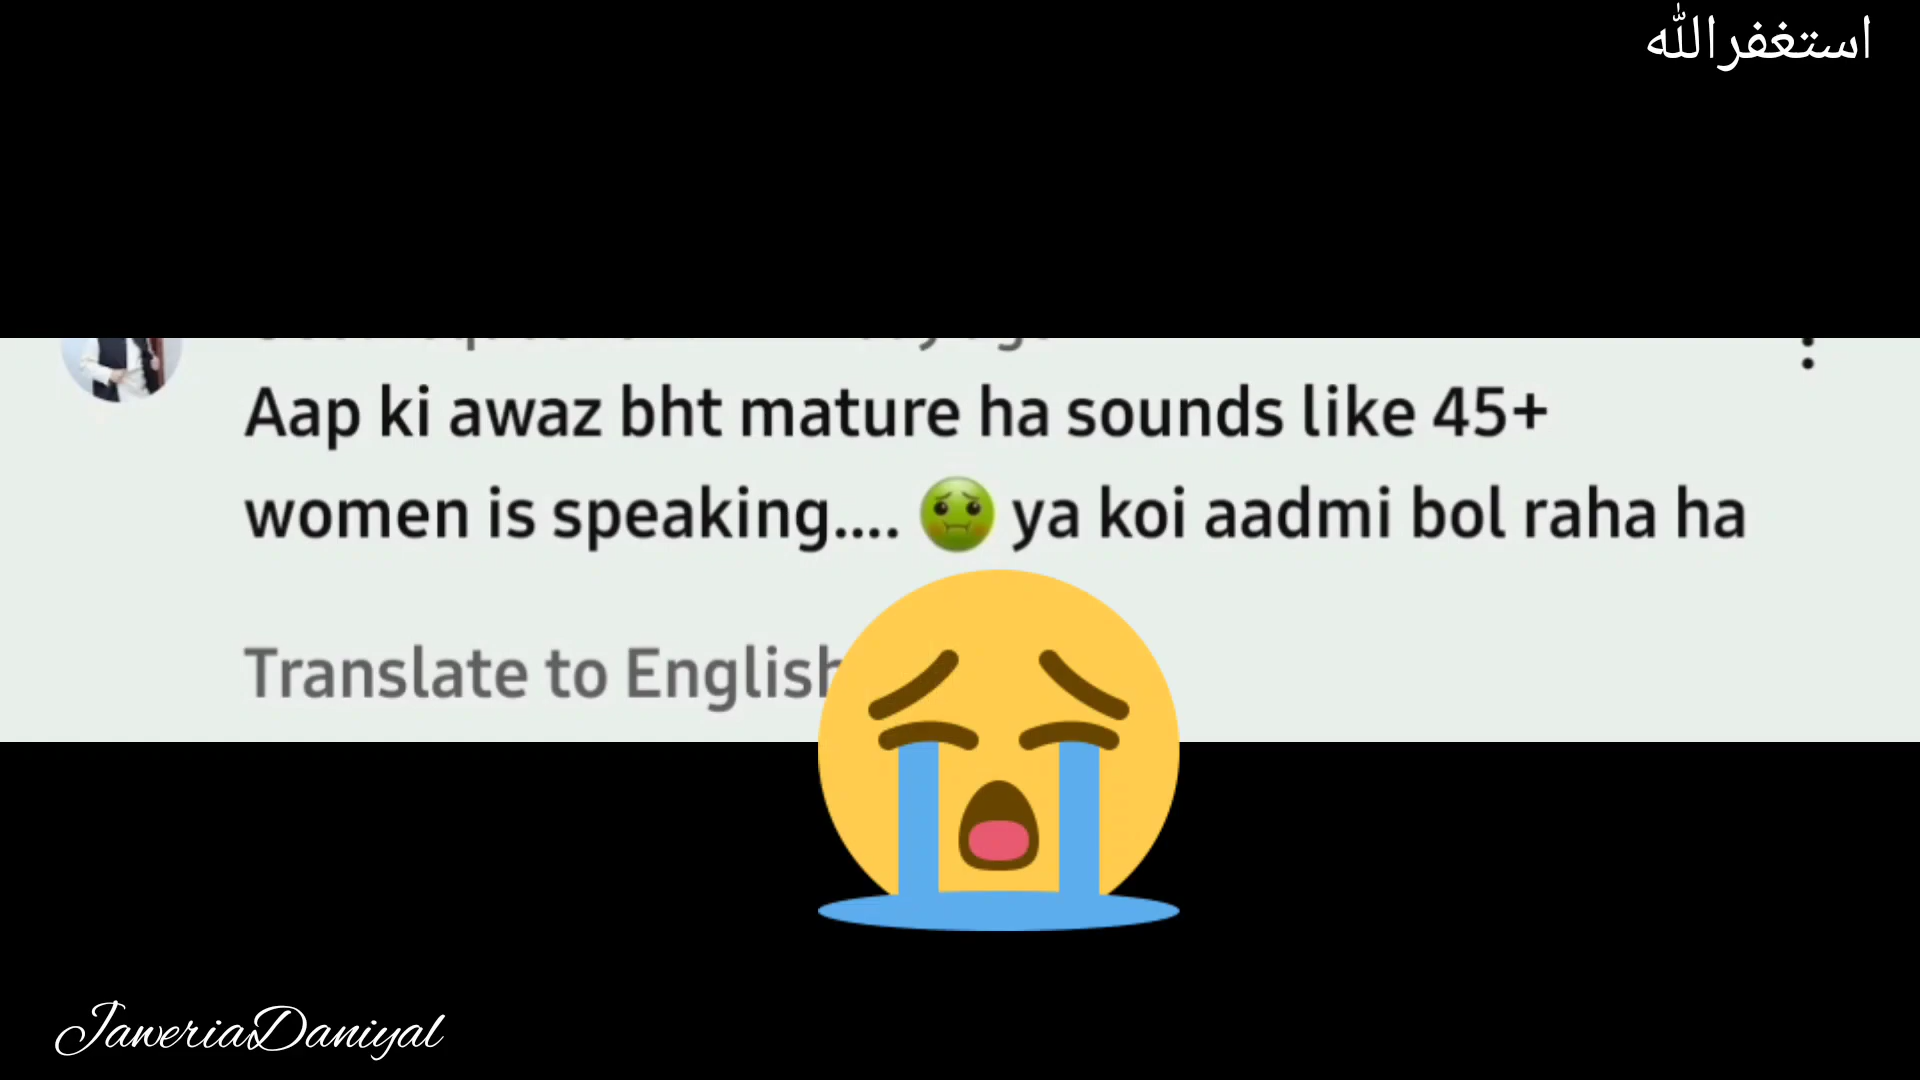 استغفراللہ
Aap ki awaz bht mature ha sounds like 45+
women is speaking.... 🤢 ya koi aadmi bol raha ha
Translate to English
JaweriaDaniyal